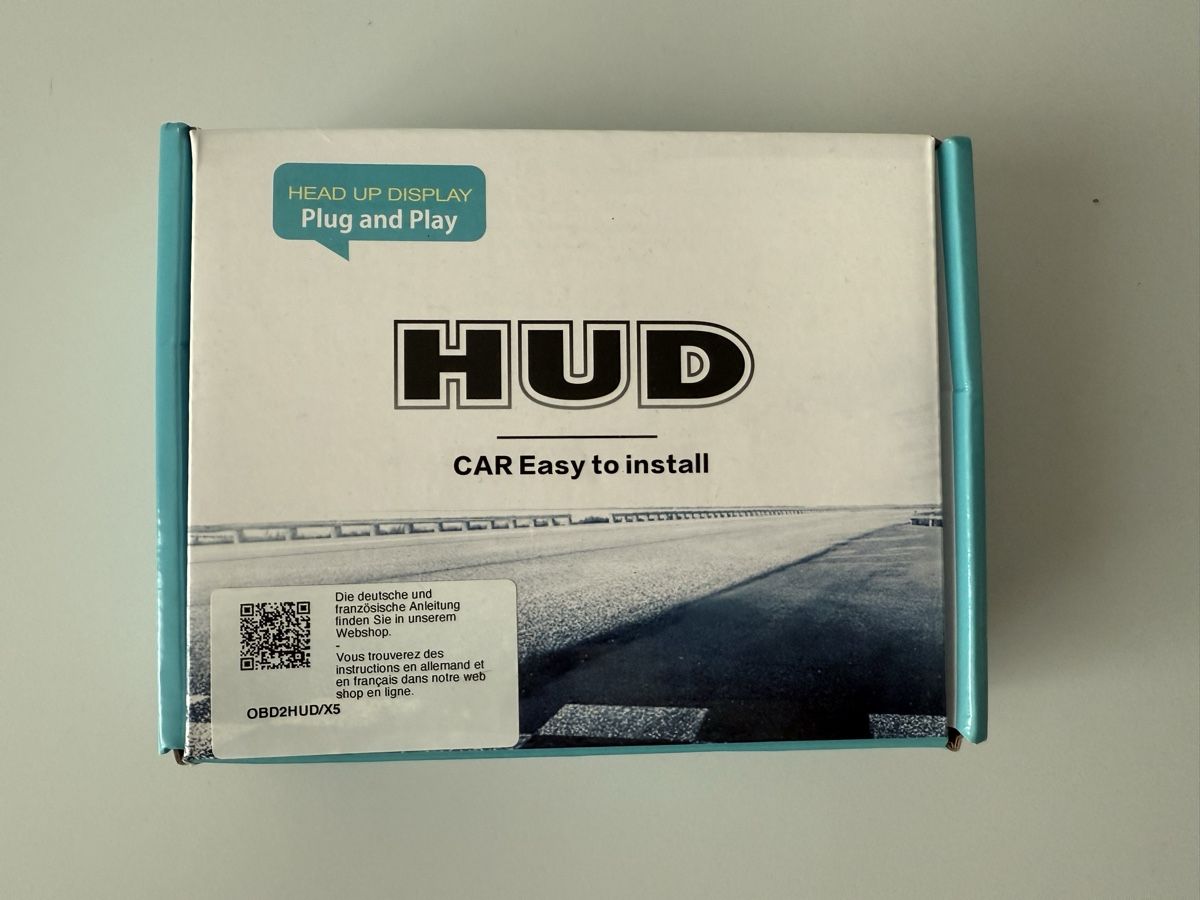 HEAD UP DISPLAY
Plug and Play
HUD
CAR Easy to install
Die deutsche und
französische Anleitung
finden Sie in unserem
Webshop.
-
Vous trouverez des
instructions en allemand et
en français dans notre web
shop en ligne.
OBD2HUD/X5